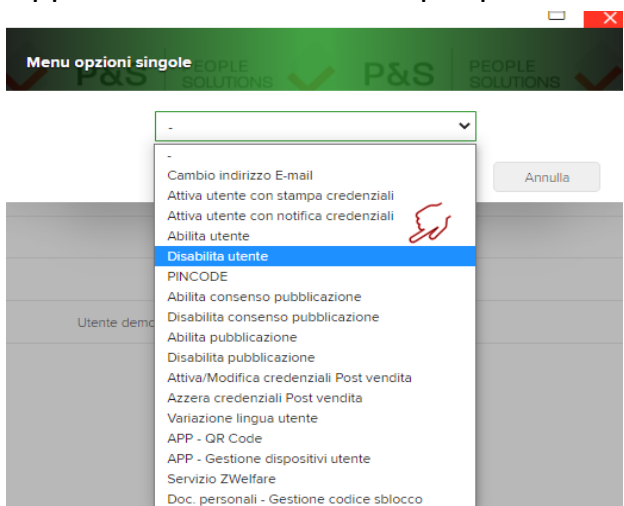 Menu opzioni singole
P&S PEOPLE SOLUTIONS P&S PEOPLE SOLUTIONS
-
-
Cambio indirizzo E-mail
Annulla
Attiva utente con stampa credenziali
Attiva utente con notifica credenziali
Abilita utente
Disabilita utente
PINCODE
Abilita consenso pubblicazione
Disabilita consenso pubblicazione
Utente demo
Abilita pubblicazione
Disabilita pubblicazione
Attiva/Modifica credenziali Post vendita
Azzera credenziali Post vendita
Variazione lingua utente
APP - QR Code
APP - Gestione dispositivi utente
Servizio ZWelfare
Doc. personali - Gestione codice sblocco